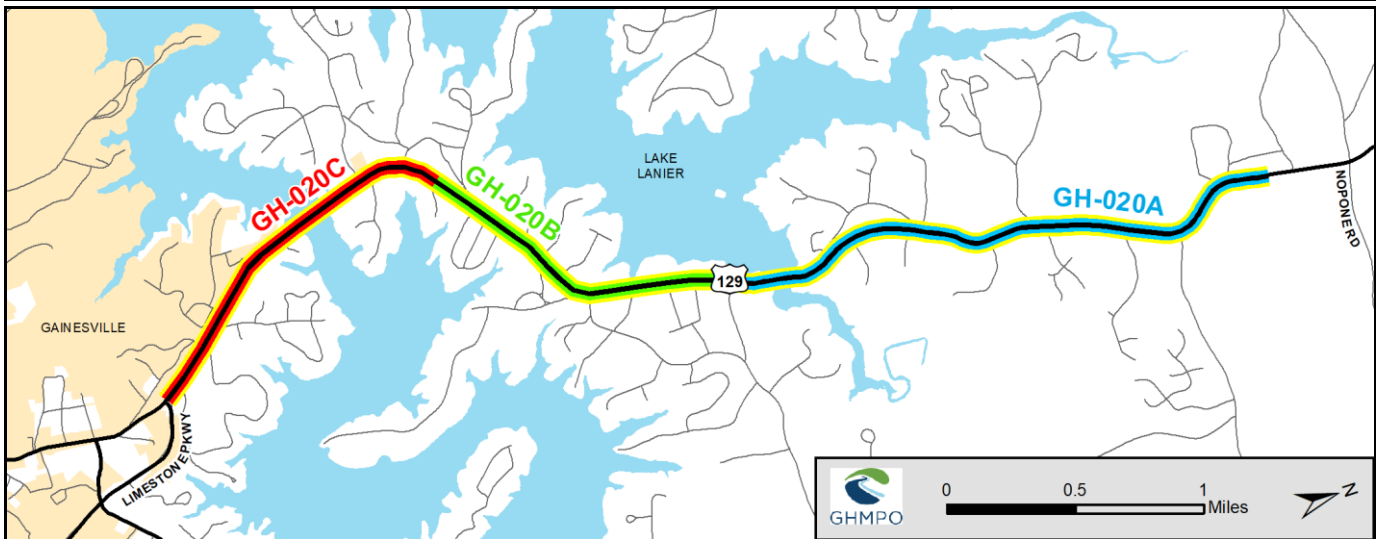 LAKE
LANIER
GH-020C
GH-020B
GH-020A
NOPONE RD
129
GAINESVILLE
LIMESTONE PKWY
GHMPO
0 0.5 1
Miles
N